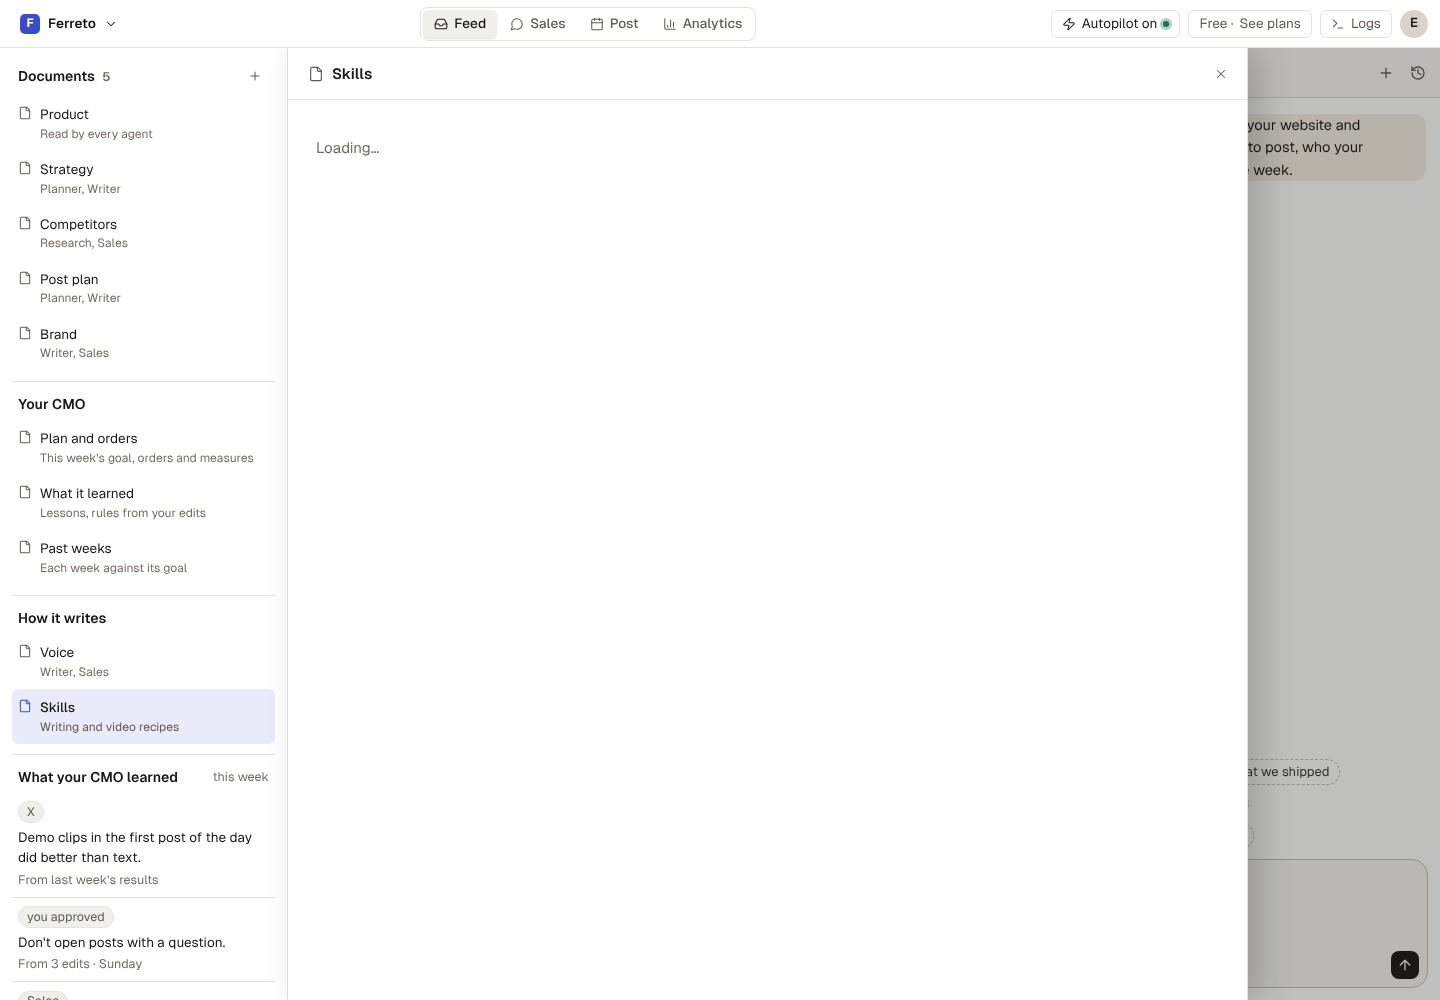 F Ferreto
Feed Sales Post Analytics
Autopilot on
Free · See plans
Logs
E
Documents 5
Product
Read by every agent
Strategy
Planner, Writer
Competitors
Research, Sales
Post plan
Planner, Writer
Brand
Writer, Sales
Your CMO
Plan and orders
This week's goal, orders and measures
What it learned
Lessons, rules from your edits
Past weeks
Each week against its goal
How it writes
Voice
Writer, Sales
Skills
Writing and video recipes
What your CMO learned this week
X
Demo clips in the first post of the day
did better than text.
From last week's results
you approved
Don't open posts with a question.
From 3 edits · Sunday
Sales
Skills
Loading...
your website and
to post, who your
week.
at we shipped